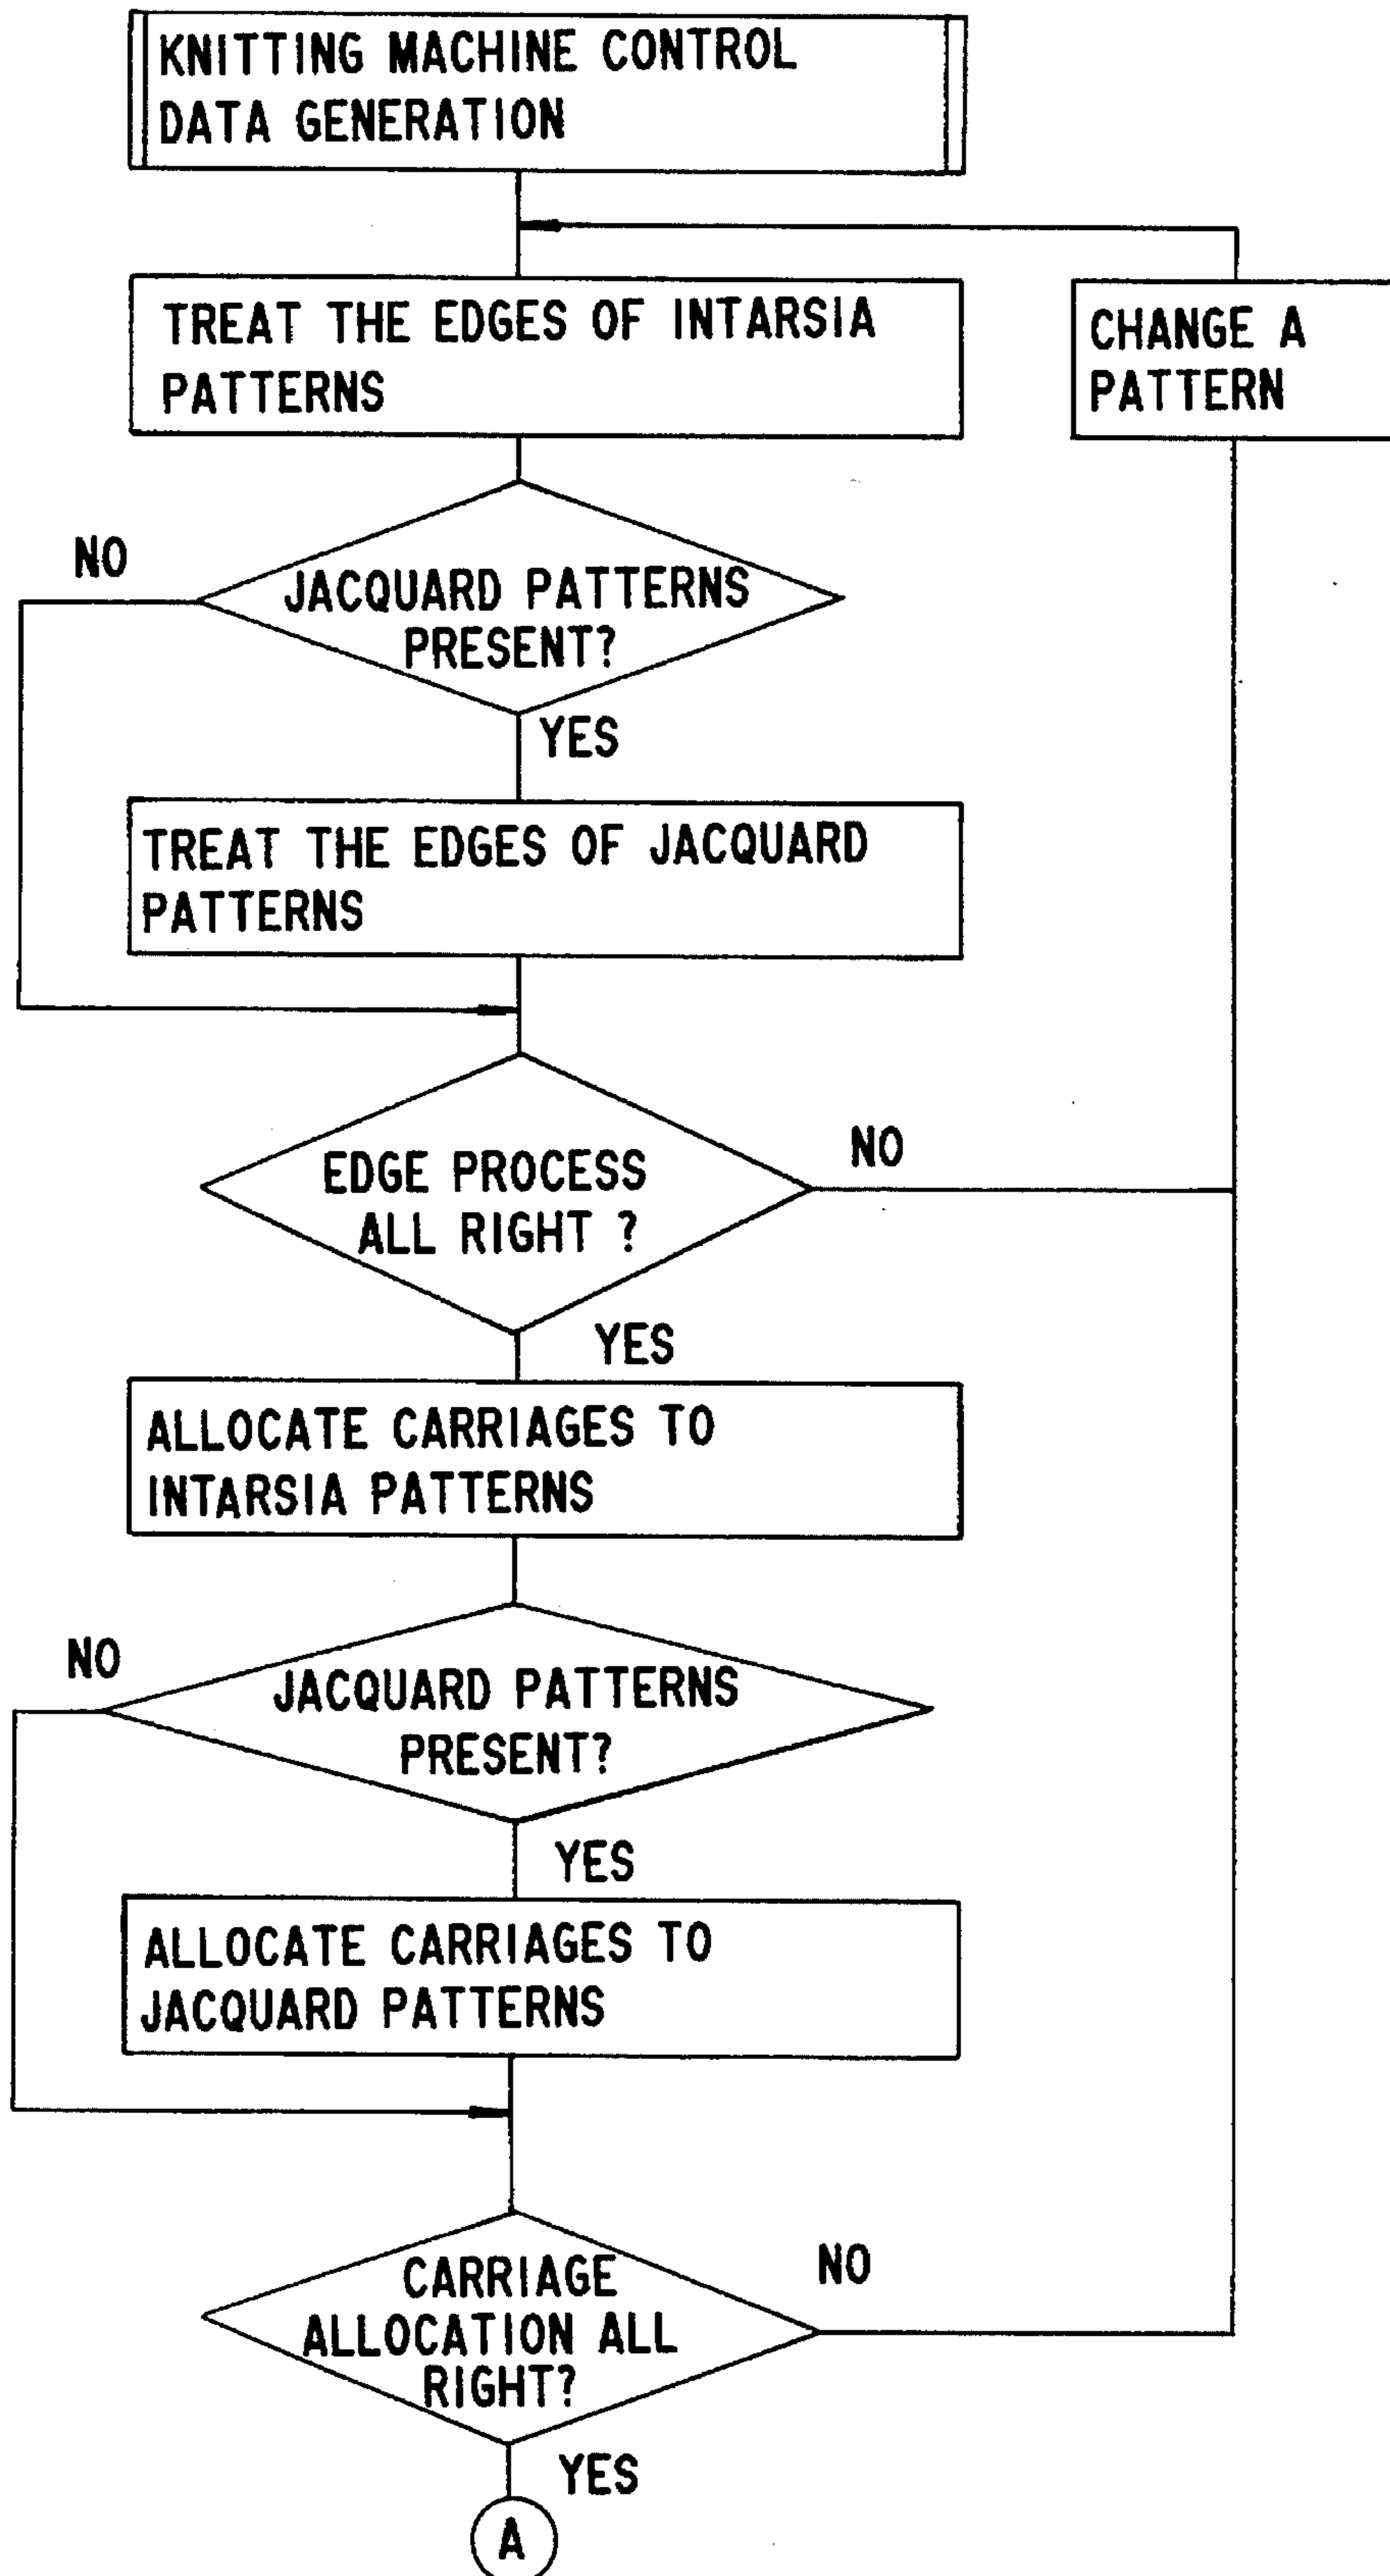 KNITTING MACHINE CONTROL
DATA GENERATION
TREAT THE EDGES OF INTARSIA
PATTERNS
CHANGE A
PATTERN
JACQUARD PATTERNS
PRESENT?
NO
YES
TREAT THE EDGES OF JACQUARD
PATTERNS
EDGE PROCESS
ALL RIGHT ?
NO
YES
ALLOCATE CARRIAGES TO
INTARSIA PATTERNS
NO
JACQUARD PATTERNS
PRESENT?
YES
ALLOCATE CARRIAGES TO
JACQUARD PATTERNS
CARRIAGE
ALLOCATION ALL
RIGHT?
NO
YES
A